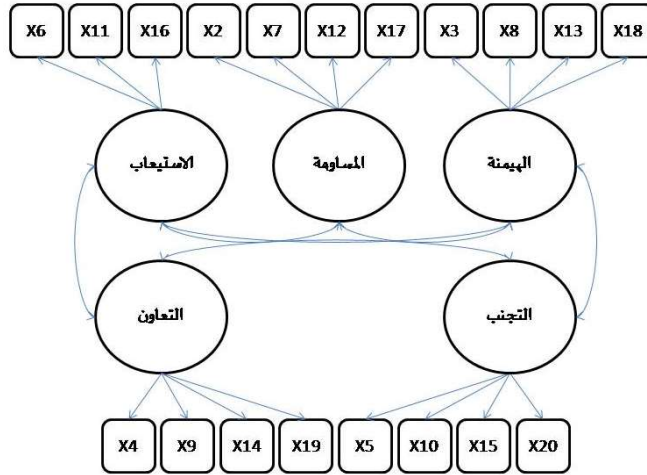 X6 X11 X16 X2 X7 X12 X17 X3 X8 X13 X18
الاستيعاب المساومة الهيمنة
التعاون التجنب
X4 X9 X14 X19 X5 X10 X15 X20